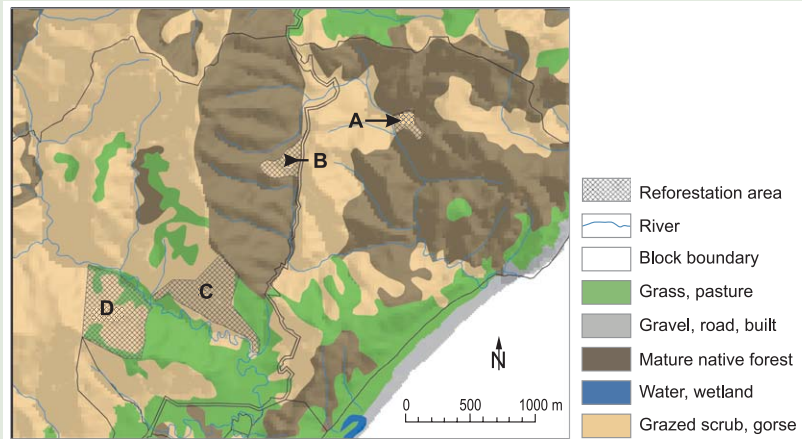 A
B
C
D
N
0 500 1000 m
Reforestation area
River
Block boundary
Grass, pasture
Gravel, road, built
Mature native forest
Water, wetland
Grazed scrub, gorse